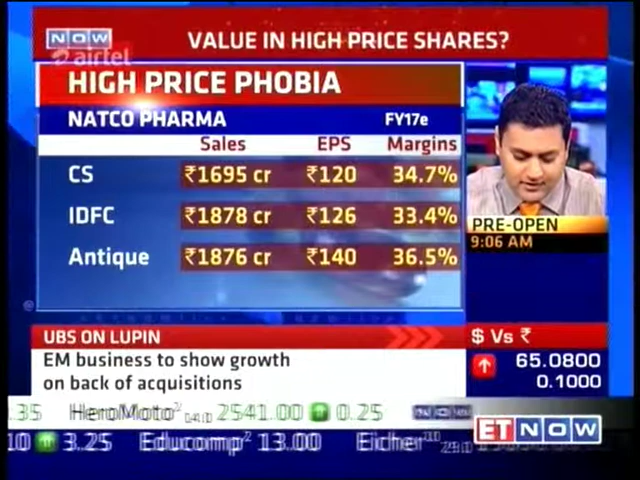 NOW
airtel
VALUE IN HIGH PRICE SHARES?
HIGH PRICE PHOBIA
NATCO PHARMA FY17e
Sales EPS Margins
CS ₹1695 cr ₹120 34.7%
IDFC ₹1878 cr ₹126 33.4%
Antique ₹1876 cr ₹140 36.5%
PRE-OPEN
9:06 AM
UBS ON LUPIN
EM business to show growth
on back of acquisitions
$ Vs ₹
65.0800
0.1000
.35 HeroMoto 2541.00 0.25
10 3.25 Educomp 13.00 Eicher
ET NOW